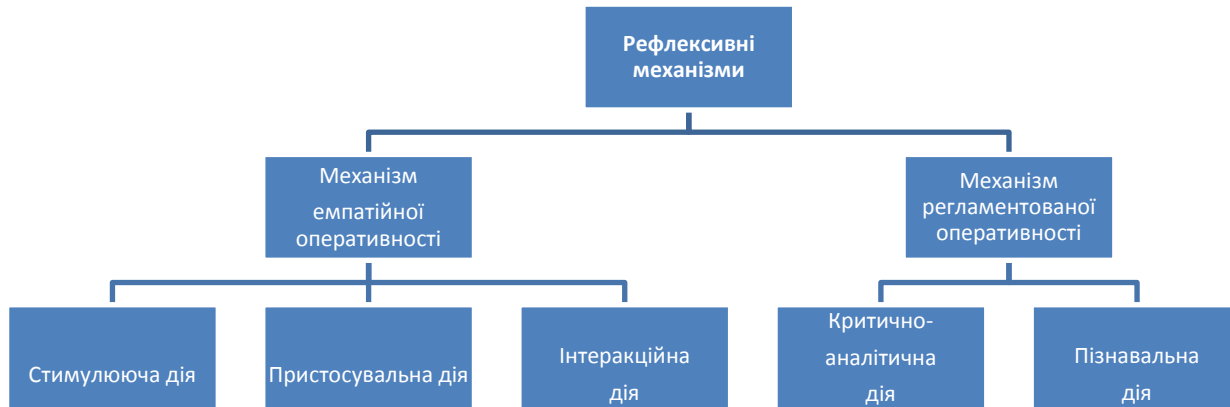 Рефлексивні
механізми
Механізм
емпатійної
оперативності
Механізм
регламентованої
оперативності
Стимулююча дія
Пристосувальна дія
Інтеракційна
дія
Критично-
аналітична
дія
Пізнавальна
дія